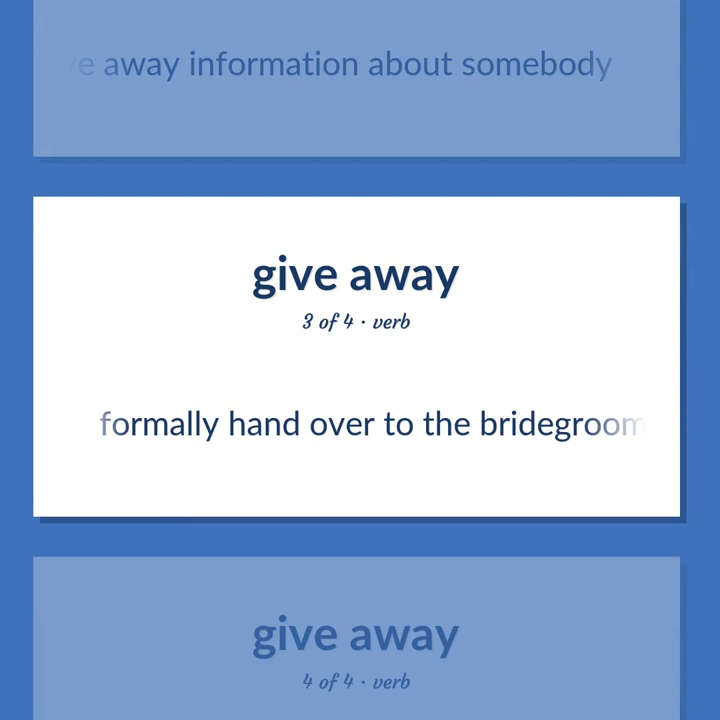 away information about somebody
give away
3 of 4 · verb
formally hand over to the bridegroom
give away
4 of 4 · verb